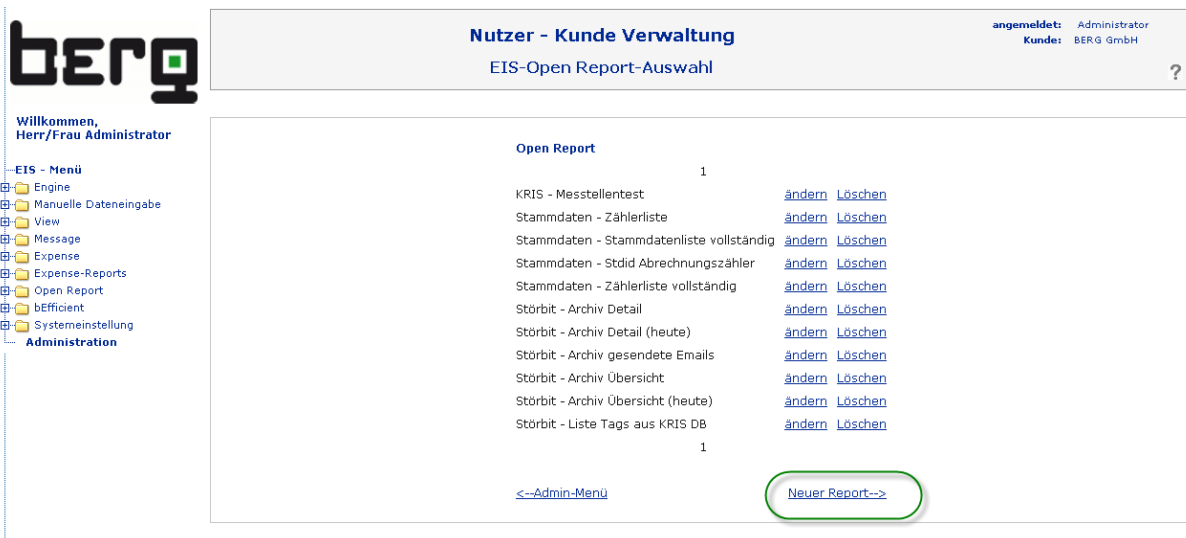 berg
Nutzer - Kunde Verwaltung
EIS-Open Report-Auswahl
angemeldet: Administrator
Kunde: BERG GmbH
?
Willkommen,
Herr/Frau Administrator
EIS - Menü
Engine
Manuelle Dateneingabe
View
Message
Expense
Expense-Reports
Open Report
bEfficient
Systemeinstellung
Administration
Open Report
1
KRIS - Messtellentest ändern Löschen
Stammdaten - Zählerliste ändern Löschen
Stammdaten - Stammdatenliste vollständig ändern Löschen
Stammdaten - Stdid Abrechnungszähler ändern Löschen
Stammdaten - Zählerliste vollständig ändern Löschen
Störbit - Archiv Detail ändern Löschen
Störbit - Archiv Detail (heute) ändern Löschen
Störbit - Archiv gesendete Emails ändern Löschen
Störbit - Archiv Übersicht ändern Löschen
Störbit - Archiv Übersicht (heute) ändern Löschen
Störbit - Liste Tags aus KRIS DB ändern Löschen
1
<--Admin-Menü Neuer Report-->